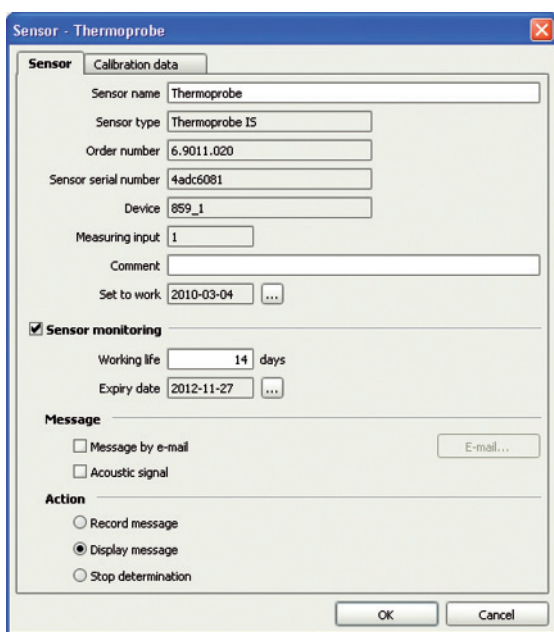 Sensor - Thermoprobe
Sensor Calibration data
Sensor name Thermoprobe
Sensor type Thermoprobe IS
Order number 6.9011.020
Sensor serial number 4adc6081
Device 859_1
Measuring input 1
Comment
Set to work 2010-03-04 ...
Sensor monitoring
Working life 14 days
Expiry date 2012-11-27 ...
Message
Message by e-mail E-mail...
Acoustic signal
Action
Record message
Display message
Stop determination
OK Cancel